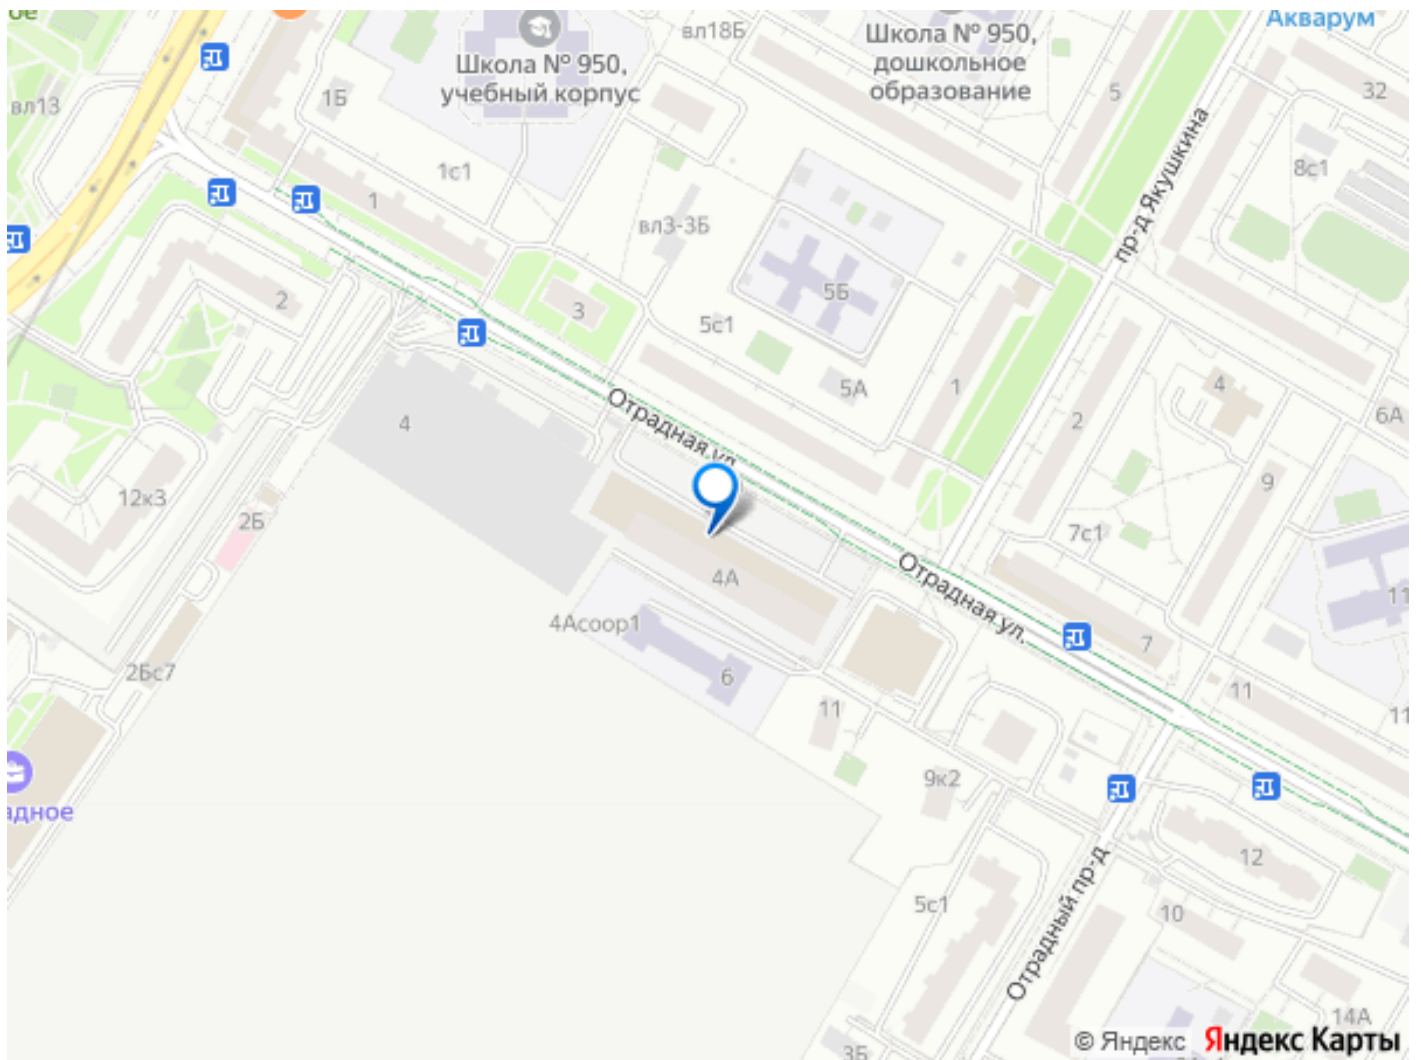 ое
Акварум
Школа № 950,
учебный корпус
вл18Б
Школа № 950,
дошкольное
образование
5
32
вл13
1Б
1с1
1
вл3-3Б
5Б
пр-д Якушкина
8с1
2
3
5с1
5А
1
2
4
6А
4
Отрадная ул.
12к3
2Б
9
7с1
4А
Отрадная ул.
11
4Асоор1
6
7
2Бс7
11
11
11
9к2
адное
12
5с1
Отрадный пр-д
10
14А
3Б
© Яндекс Яндекс Карты